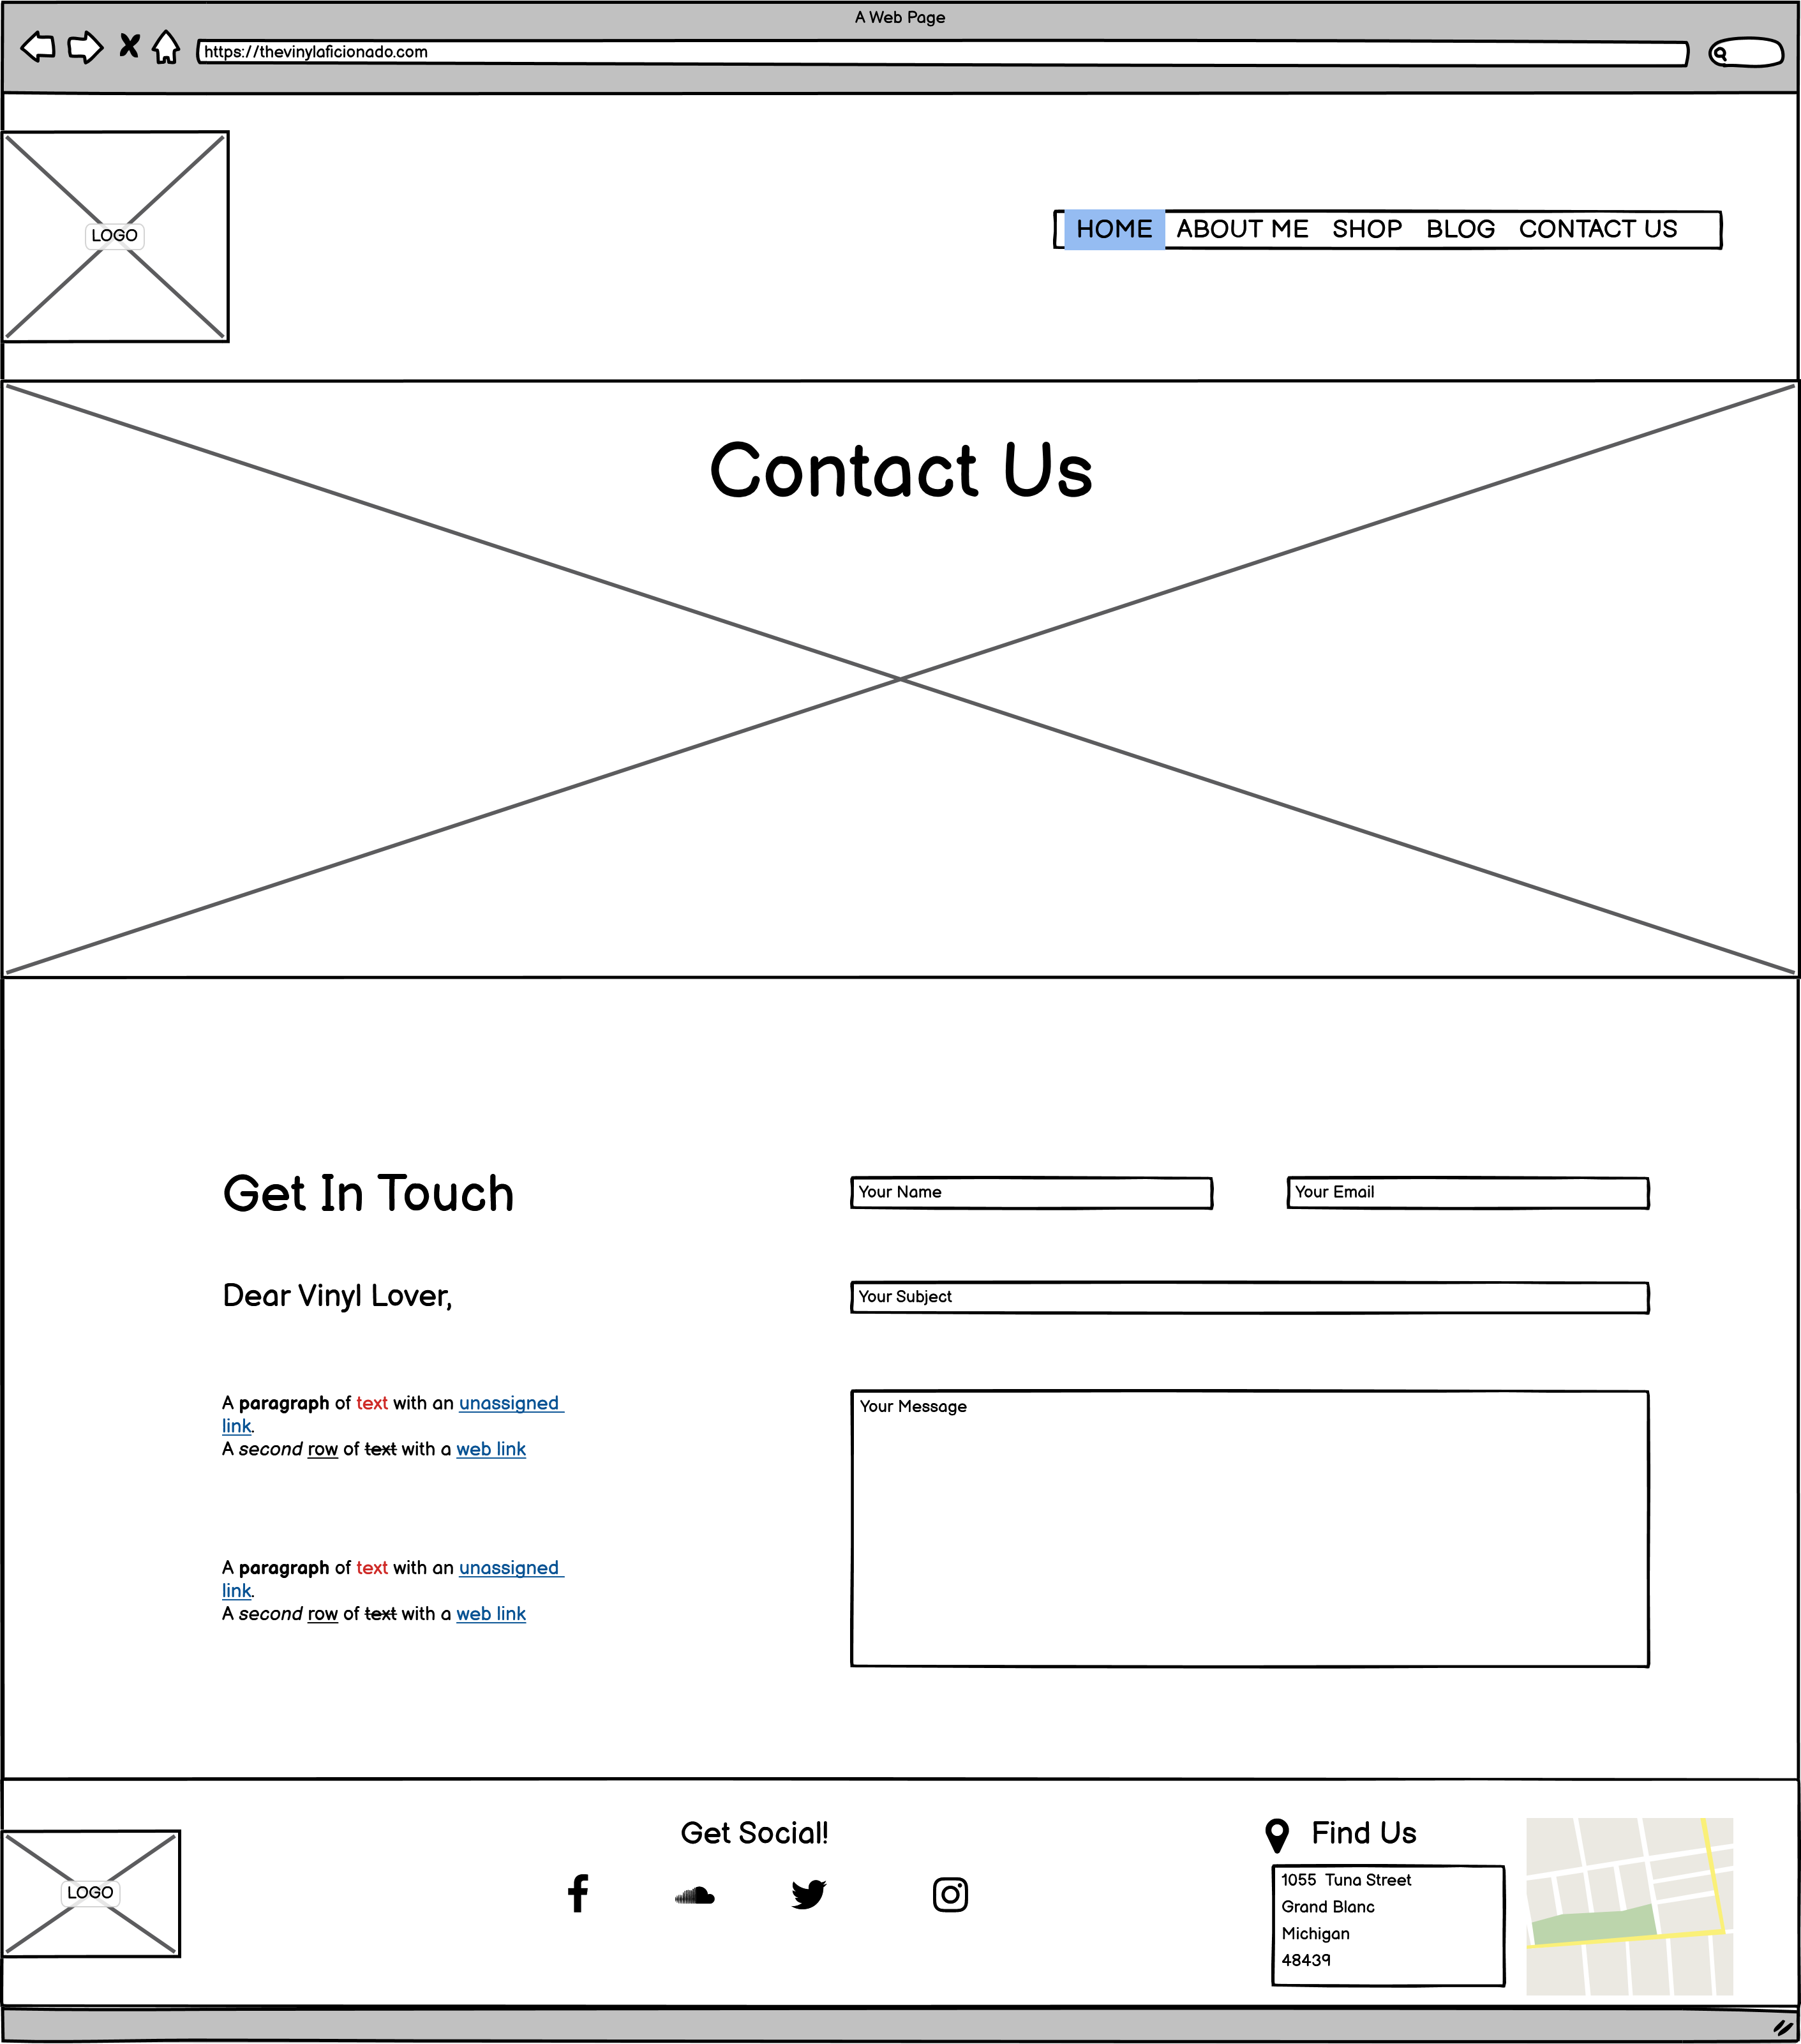 A Web Page
https://thevinylaficionado.com
LOGO
HOME ABOUT ME SHOP BLOG CONTACT US
Contact Us
Get In Touch
Your Name
Your Email
Dear Vinyl Lover,
Your Subject
A paragraph of text with an unassigned
link.
A second row of text with a web link
Your Message
A paragraph of text with an unassigned
link.
A second row of text with a web link
LOGO
Get Social!
Find Us
1055 Tuna Street
Grand Blanc
Michigan
48439